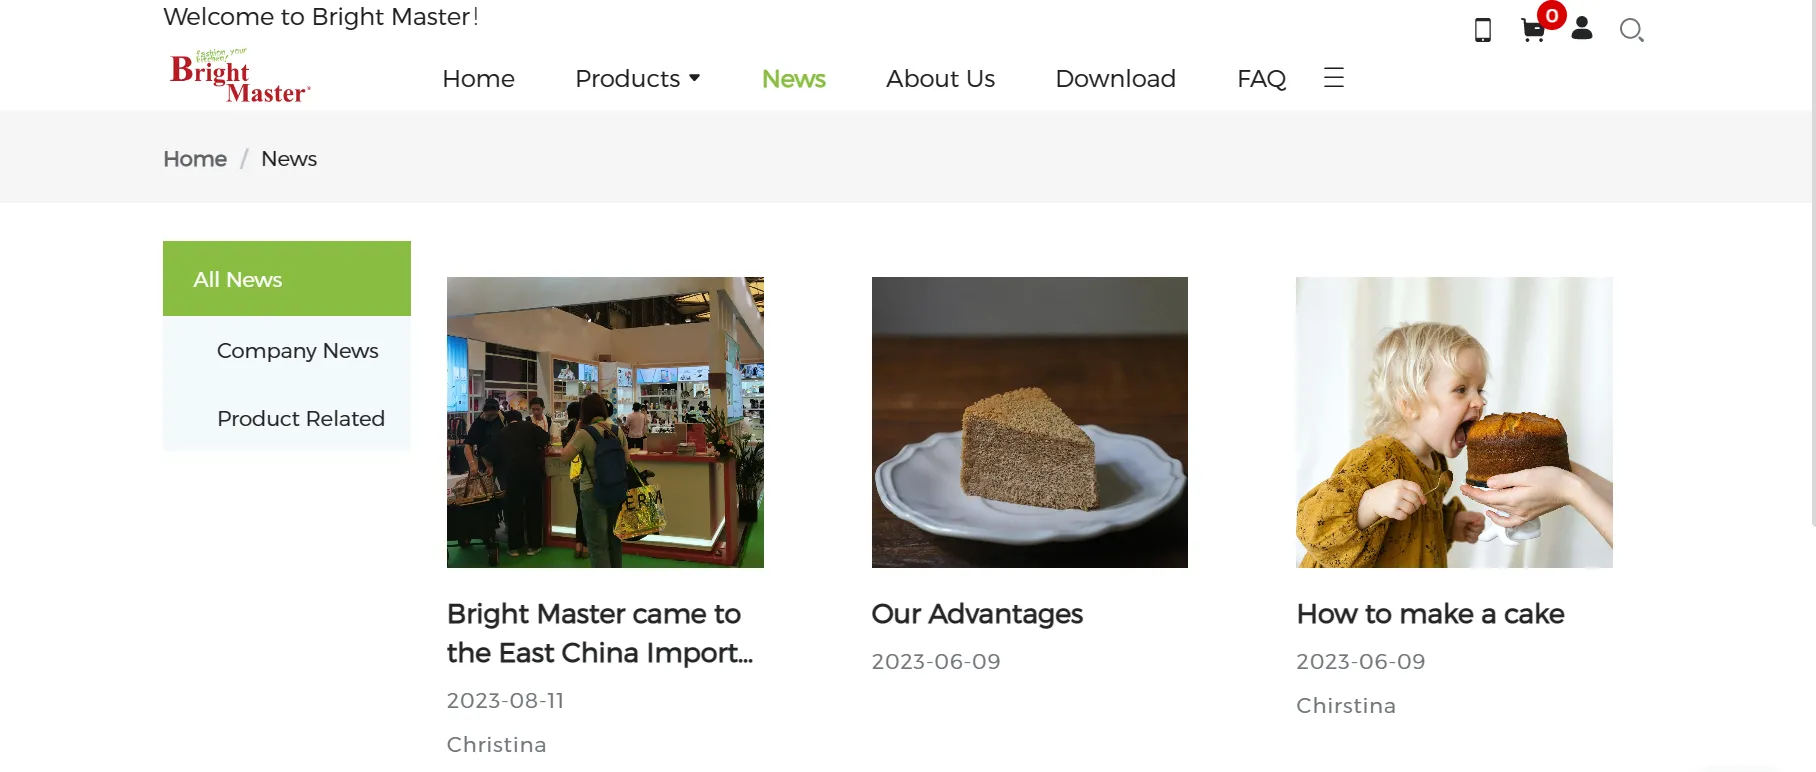 Welcome to Bright Master!
0
fashion your
kitchen!
Bright
Master®
Home
Products
News
About Us
Download
FAQ
Home / News
All News
Company News
Product Related
Bright Master came to
the East China Import...
2023-08-11
Christina
Our Advantages
2023-06-09
How to make a cake
2023-06-09
Chirstina